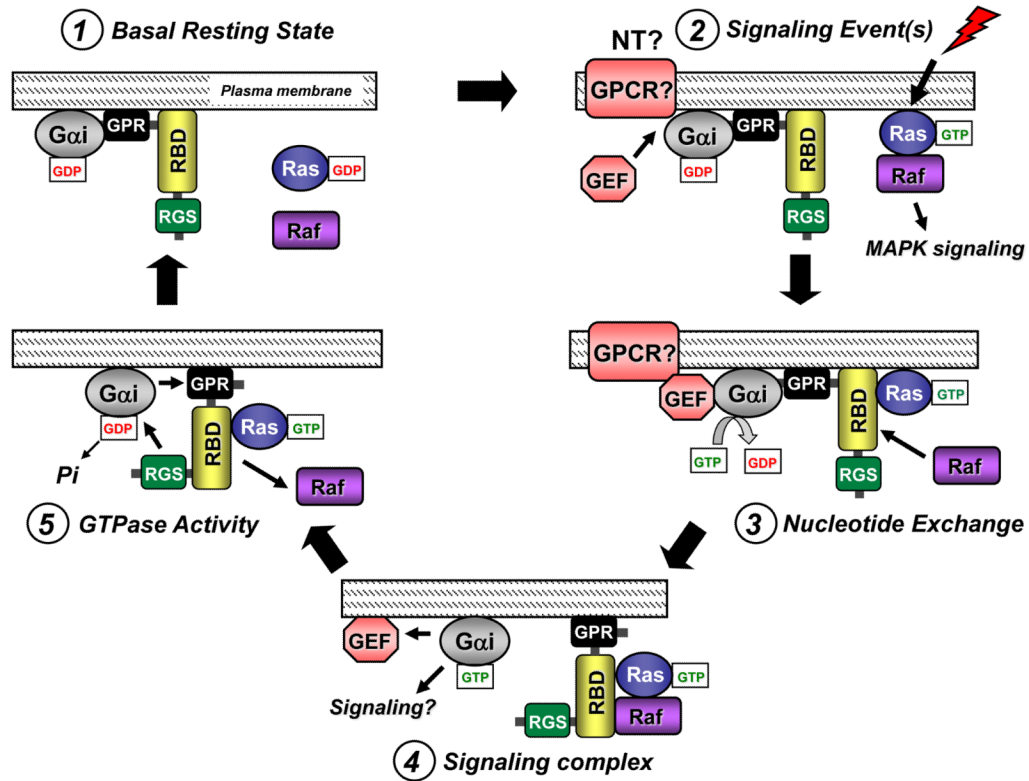 1 Basal Resting State
Plasma membrane
Gαi
GPR
RBD
GDP
RGS
Ras
GDP
Raf
2 Signaling Event(s)
NT?
GPCR?
GEF
Gαi
GPR
RBD
GDP
RGS
Ras
GTP
Raf
MAPK signaling
GPCR?
GEF
Gαi
GPR
RBD
Ras
GTP
GTP
GDP
RGS
Raf
3 Nucleotide Exchange
GEF
Gαi
GTP
Signaling?
GPR
RBD
Ras
GTP
Raf
RGS
4 Signaling complex
Gαi
GPR
GDP
RBD
Ras
GTP
Pi
RGS
Raf
5 GTPase Activity